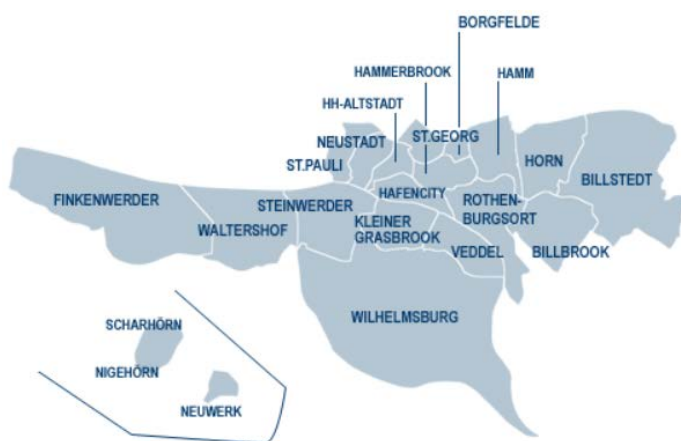 BORGFELDE
HAMMERBROOK
HAMM
HH-ALTSTADT
NEUSTADT
ST.GEORG
ST.PAULI
HORN
BILLSTEDT
FINKENWERDER
HAFENCITY
STEINWERDER
ROTHEN-
BURGSORT
WALTERSHOF
KLEINER
GRASBROOK
VEDDEL
BILLBROOK
WILHELMSBURG
SCHARHÖRN
NIGEHÖRN
NEUWERK